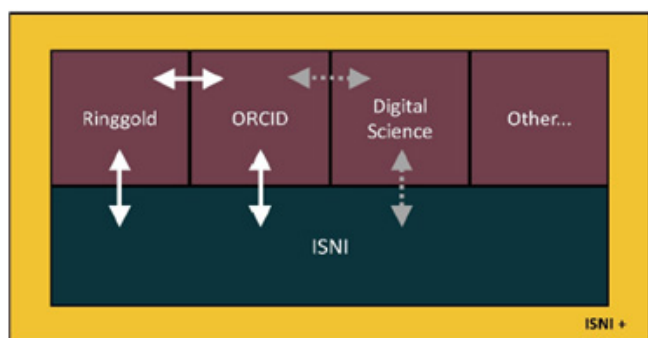 Ringgold
ORCID
Digital
Science
Other...
ISNI
ISNI +